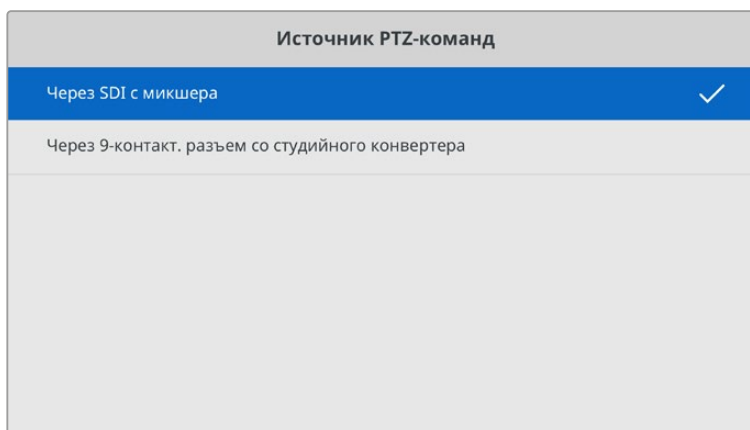 Источник PTZ-команд
Через SDI с микшера
Через 9-контакт. разъем со студийного конвертера